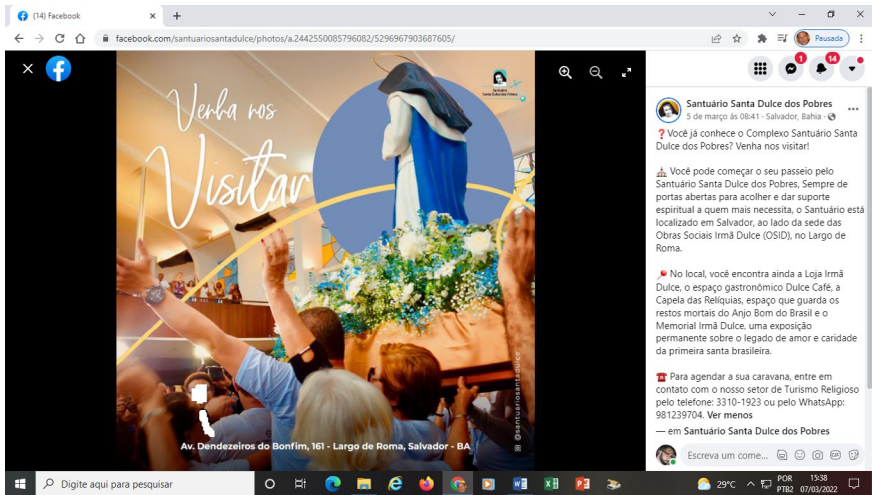 (14) Facebook
facebook.com/santuariosantadulce/photos/a.2442550085796082/5296967903687605/
Pausada
Venha nos
Visitar
Santuário
Santa Dulce dos Pobres
@santuariosantadulce
Av. Dendezeiros do Bonfim, 161 - Largo de Roma, Salvador - BA
1
14
Santuário Santa Dulce dos Pobres
5 de março às 08:41 · Salvador, Bahia ·
❓Você já conhece o Complexo Santuário Santa
Dulce dos Pobres? Venha nos visitar!
⛪ Você pode começar o seu passeio pelo
Santuário Santa Dulce dos Pobres, Sempre de
portas abertas para acolher e dar suporte
espiritual a quem mais necessita, o Santuário está
localizado em Salvador, ao lado da sede das
Obras Sociais Irmã Dulce (OSID), no Largo de
Roma.
📍 No local, você encontra ainda a Loja Irmã
Dulce, o espaço gastronômico Dulce Café, a
Capela das Relíquias, espaço que guarda os
restos mortais do Anjo Bom do Brasil e o
Memorial Irmã Dulce, uma exposição
permanente sobre o legado de amor e caridade
da primeira santa brasileira.
☎ Para agendar a sua caravana, entre em
contato com o nosso setor de Turismo Religioso
pelo telefone: 3310-1923 ou pelo WhatsApp:
981239704. Ver menos
— em Santuário Santa Dulce dos Pobres
Escreva um come...
GIF
Digite aqui para pesquisar
29°C
POR
PTB2
15:38
07/03/2022